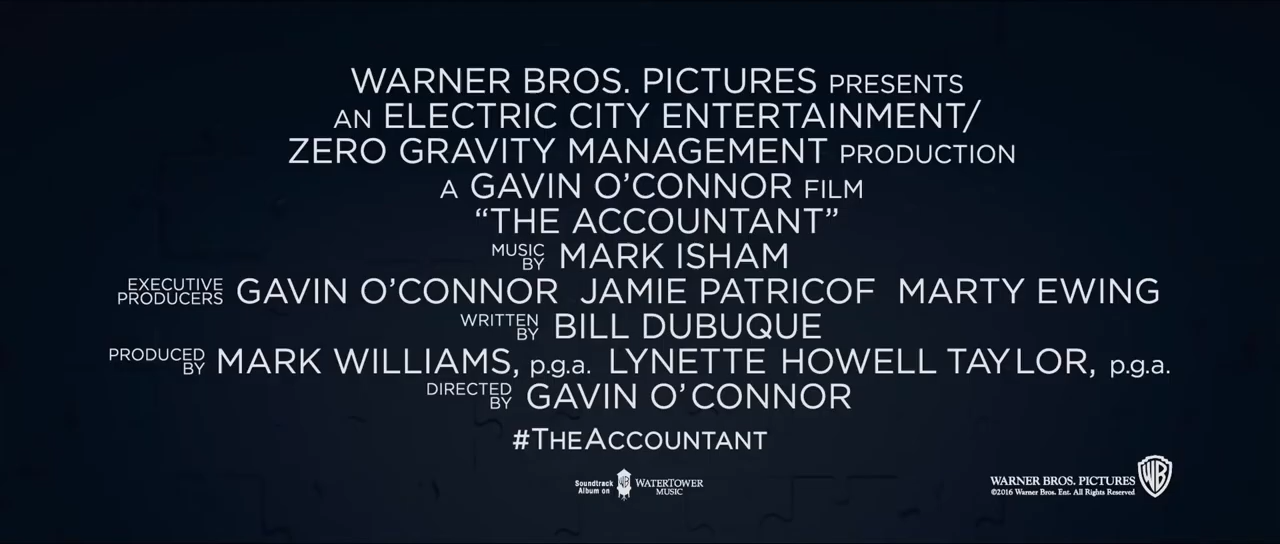 WARNER BROS. PICTURES PRESENTS
AN ELECTRIC CITY ENTERTAINMENT/
ZERO GRAVITY MANAGEMENT PRODUCTION
A GAVIN O'CONNOR FILM
“THE ACCOUNTANT”
MUSIC BY MARK ISHAM
EXECUTIVE PRODUCERS GAVIN O'CONNOR JAMIE PATRICOF MARTY EWING
WRITTEN BY BILL DUBUQUE
PRODUCED BY MARK WILLIAMS, p.g.a. LYNETTE HOWELL TAYLOR, p.g.a.
DIRECTED BY GAVIN O'CONNOR
#THEACCOUNTANT
Soundtrack Album on WB WATERTOWER MUSIC
WARNER BROS. PICTURES WB
©2016 Warner Bros. Ent. All Rights Reserved